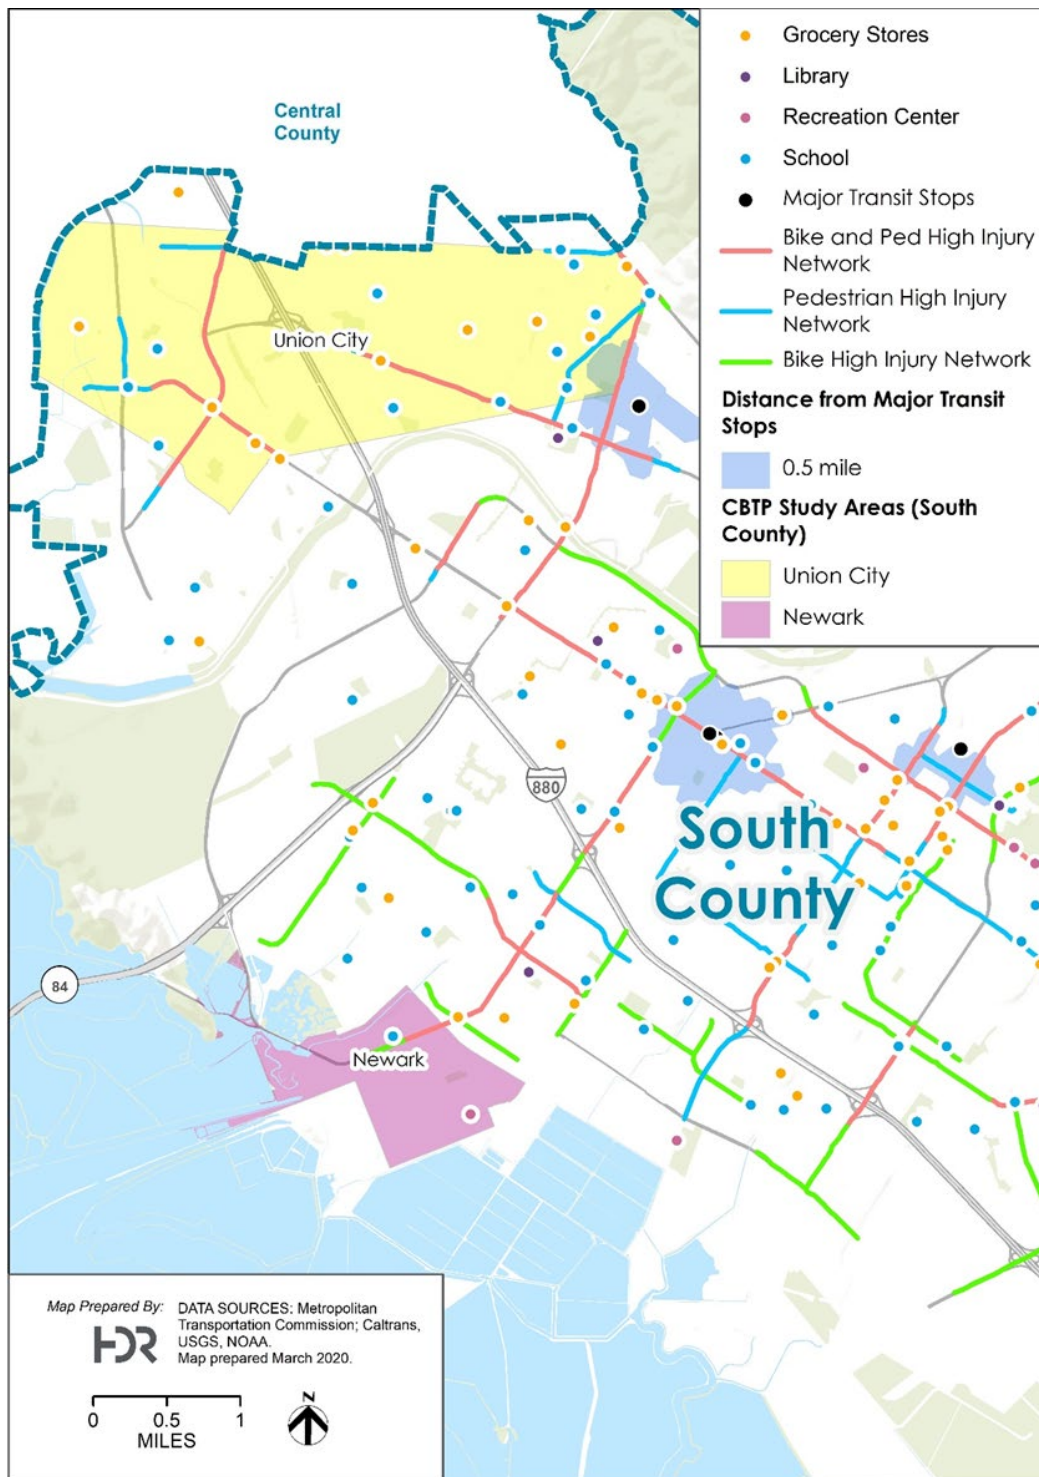 Grocery Stores
Library
Recreation Center
School
Major Transit Stops
Bike and Ped High Injury
Network
Pedestrian High Injury
Network
Bike High Injury Network
Distance from Major Transit
Stops
0.5 mile
CBTP Study Areas (South
County)
Union City
Newark
Central
County
Union City
880
South
County
84
Newark
Map Prepared By:
HDR
DATA SOURCES: Metropolitan
Transportation Commission; Caltrans,
USGS, NOAA.
Map prepared March 2020.
0 0.5 1
MILES
N